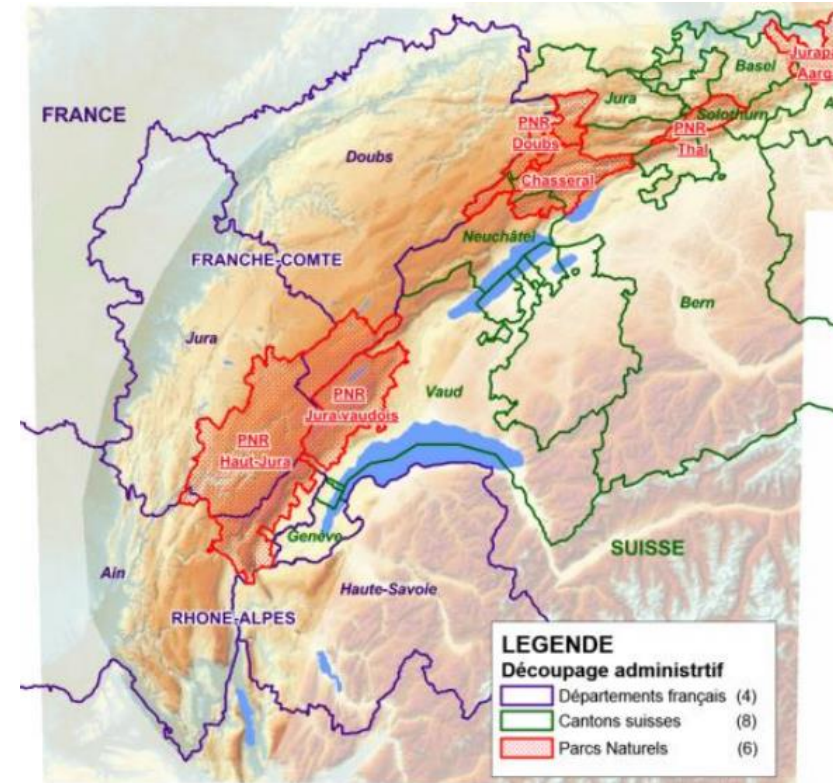 Basel
Jurapa
Aarg
FRANCE
Jura
Solothurn
A
PNR
Doubs
PNR
Thal
Doubs
Chasseral
Neuchâtel
FRANCHE-COMTE
Bern
Jura
PNR
Jura vaudois
Vaud
PNR
Haut-Jura
Genève
SUISSE
Ain
Haute-Savoie
RHONE-ALPES
LEGENDE
Découpage administrtif
Départements français (4)
Cantons suisses (8)
Parcs Naturels (6)